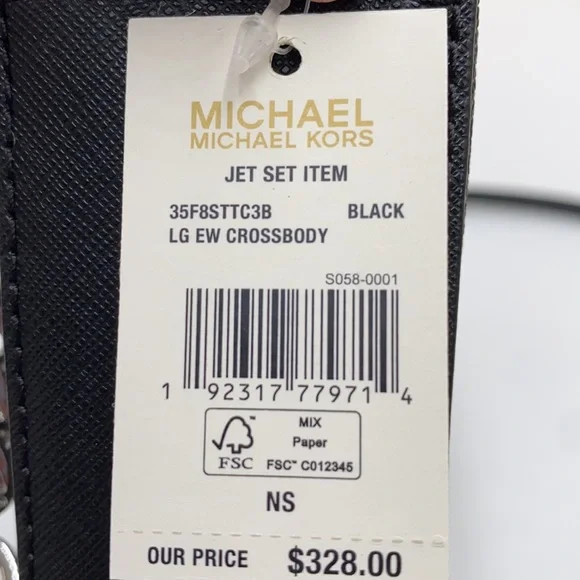 MICHAEL
MICHAEL KORS
JET SET ITEM
35F8STTC3B BLACK
LG EW CROSSBODY
S058-0001
1 92317 77971 4
FSC
MIX
Paper
FSC™ C012345
NS
OUR PRICE $328.00